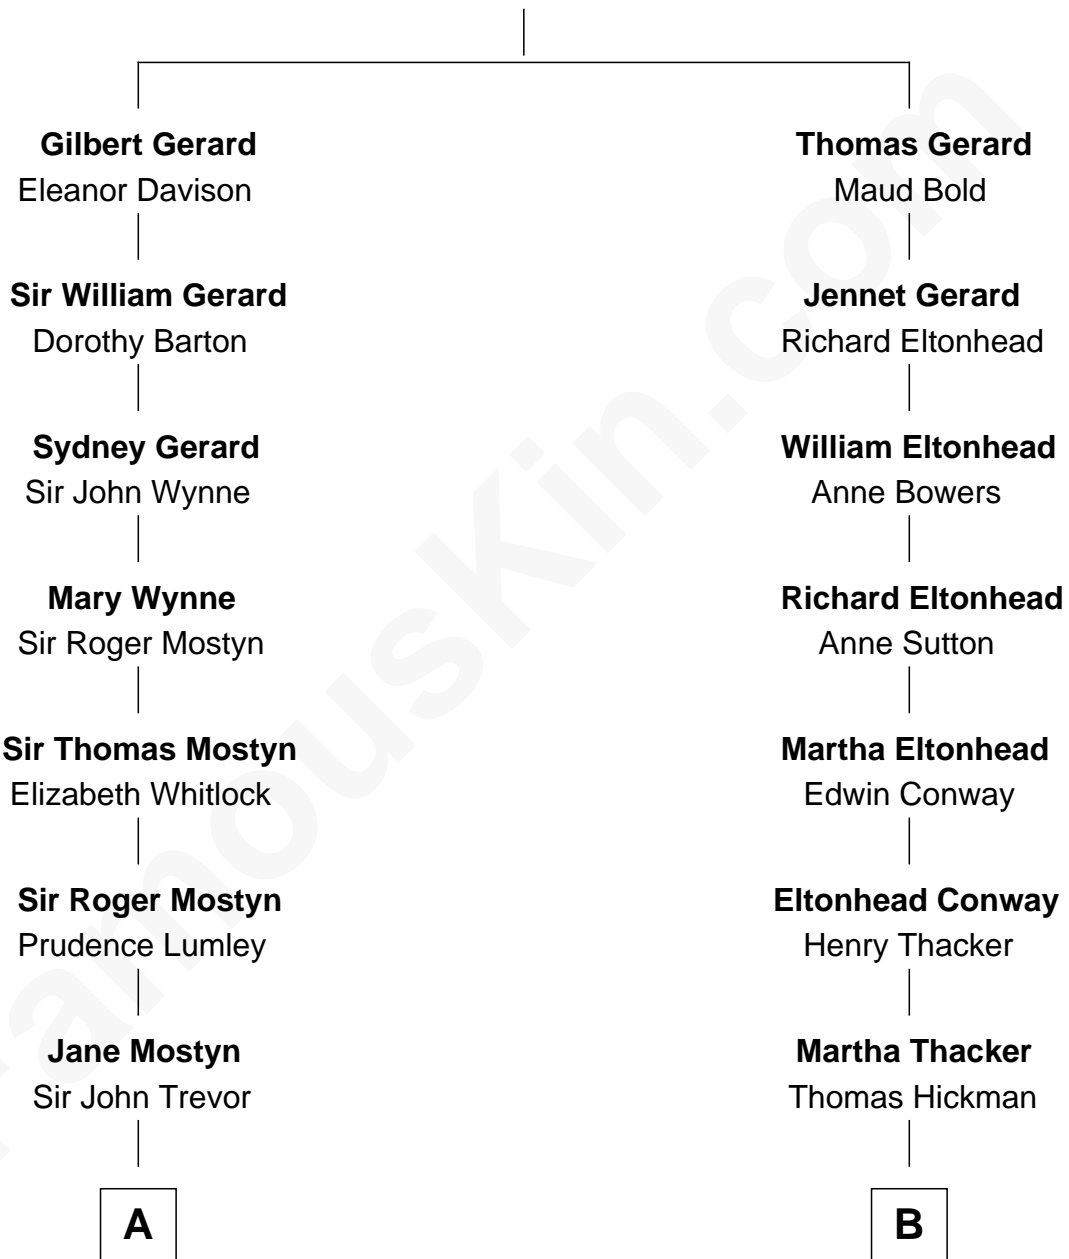 Gilbert Gerard
Eleanor Davison
Sir William Gerard
Dorothy Barton
Sydney Gerard
Sir John Wynne
Mary Wynne
Sir Roger Mostyn
Sir Thomas Mostyn
Elizabeth Whitlock
Sir Roger Mostyn
Prudence Lumley
Jane Mostyn
Sir John Trevor
A
Thomas Gerard
Maud Bold
Jennet Gerard
Richard Eltonhead
William Eltonhead
Anne Bowers
Richard Eltonhead
Anne Sutton
Martha Eltonhead
Edwin Conway
Eltonhead Conway
Henry Thacker
Martha Thacker
Thomas Hickman
B
FamousKin.com